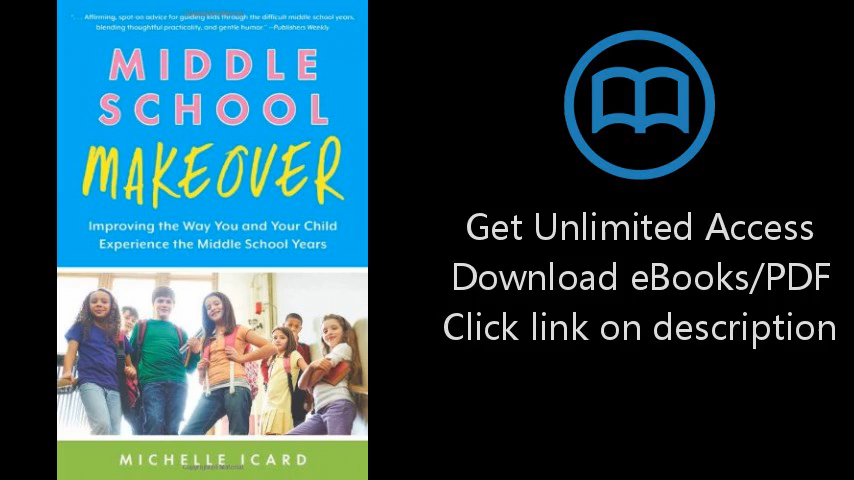 ". . . Affirming, spot-on advice for guiding kids through the difficult middle school years,
blending thoughtful practicality, and gentle humor." —Publishers Weekly
MIDDLE
SCHOOL
MAKEOVER
Improving the Way You and Your Child
Experience the Middle School Years
MICHELLE ICARD
Copyrighted Material
Get Unlimited Access
Download eBooks/PDF
Click link on description